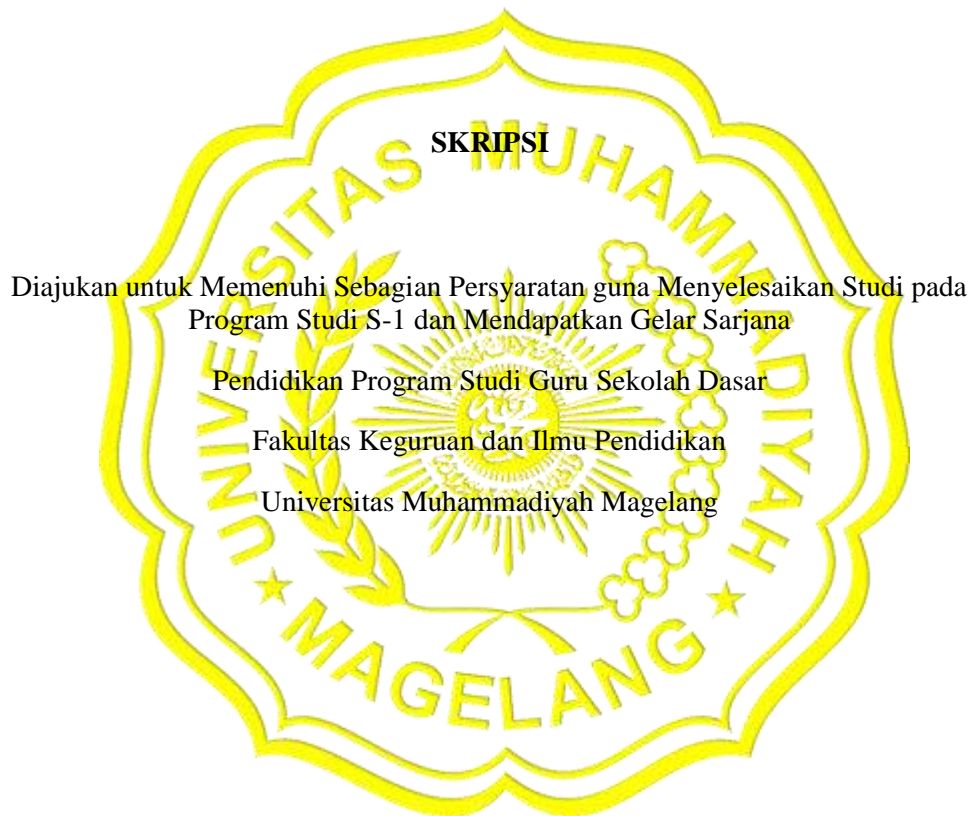 SKRIPSI
Diajukan untuk Memenuhi Sebagian Persyaratan guna Menyelesaikan Studi pada
Program Studi S-1 dan Mendapatkan Gelar Sarjana
Pendidikan Program Studi Guru Sekolah Dasar
Fakultas Keguruan dan Ilmu Pendidikan
Universitas Muhammadiyah Magelang
UNIVERSITAS MUHAMMADIYAH
★ MAGELANG ★